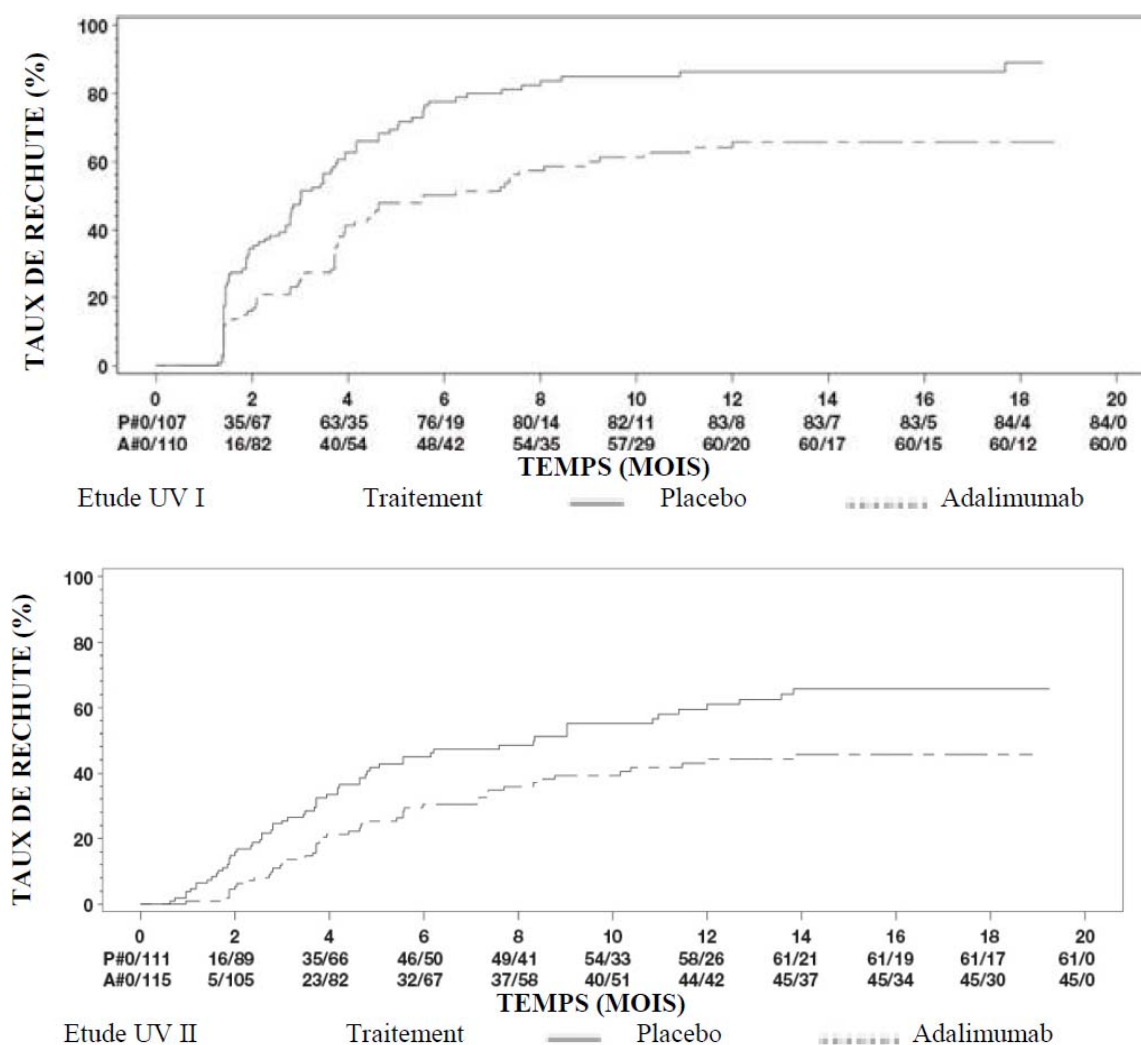 TAUX DE RECHUTE (%)
100
80
60
40
20
0
0 2 4 6 8 10 12 14 16 18 20
P#0/107 35/67 63/35 76/19 80/14 82/11 83/8 83/7 83/5 84/4 84/0
A#0/110 16/82 40/54 48/42 54/35 57/29 60/20 60/17 60/15 60/12 60/0
TEMPS (MOIS)
Etude UV I Traitement Placebo Adalimumab
TAUX DE RECHUTE (%)
100
80
60
40
20
0
0 2 4 6 8 10 12 14 16 18 20
P#0/111 16/89 35/66 46/50 49/41 54/33 58/26 61/21 61/19 61/17 61/0
A#0/115 5/105 23/82 32/67 37/58 40/51 44/42 45/37 45/34 45/30 45/0
TEMPS (MOIS)
Etude UV II Traitement Placebo Adalimumab